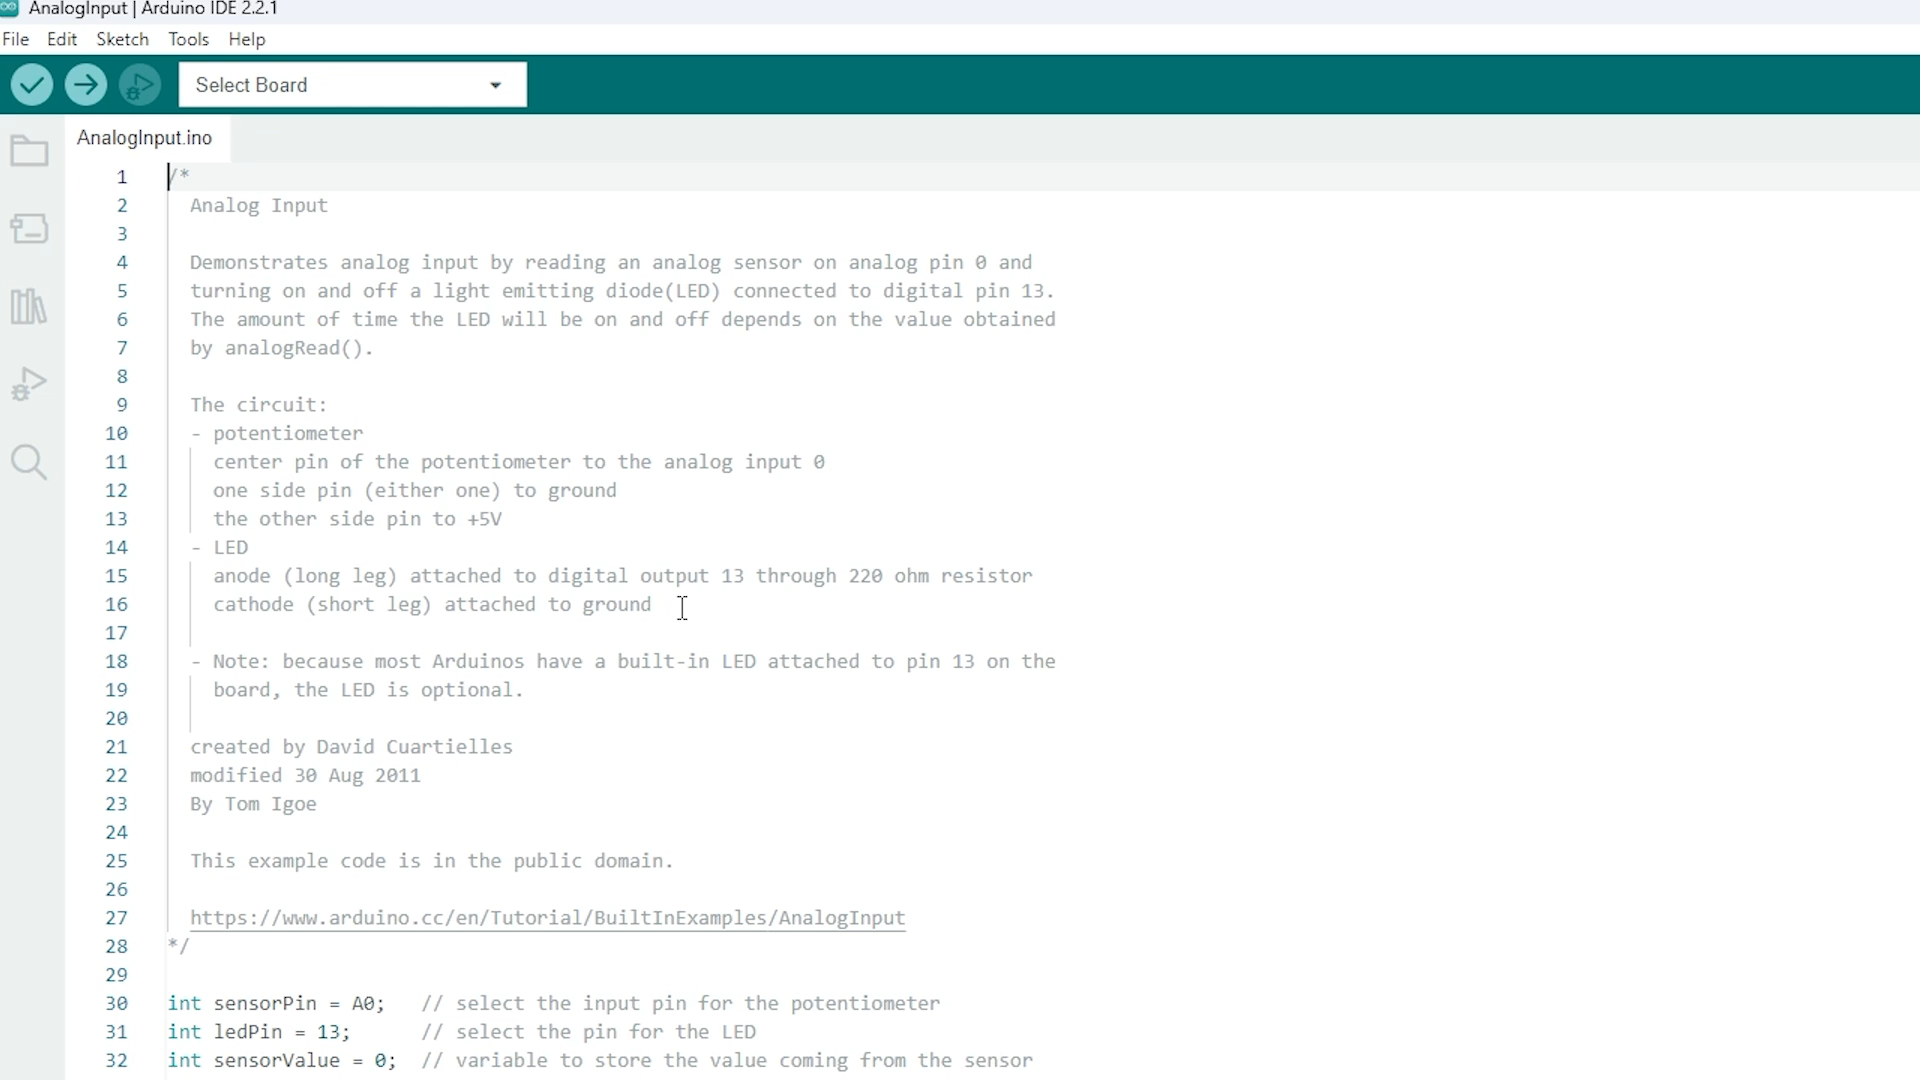 AnalogInput | Arduino IDE 2.2.1
File Edit Sketch Tools Help
Select Board
AnalogInput.ino
1 /*
2 Analog Input
3
4 Demonstrates analog input by reading an analog sensor on analog pin 0 and
5 turning on and off a light emitting diode(LED) connected to digital pin 13.
6 The amount of time the LED will be on and off depends on the value obtained
7 by analogRead().
8
9 The circuit:
10 - potentiometer
11 center pin of the potentiometer to the analog input 0
12 one side pin (either one) to ground
13 the other side pin to +5V
14 - LED
15 anode (long leg) attached to digital output 13 through 220 ohm resistor
16 cathode (short leg) attached to ground
17
18 - Note: because most Arduinos have a built-in LED attached to pin 13 on the
19 board, the LED is optional.
20
21 created by David Cuartielles
22 modified 30 Aug 2011
23 By Tom Igoe
24
25 This example code is in the public domain.
26
27 https://www.arduino.cc/en/Tutorial/BuiltInExamples/AnalogInput
28 */
29
30 int sensorPin = A0; // select the input pin for the potentiometer
31 int ledPin = 13; // select the pin for the LED
32 int sensorValue = 0; // variable to store the value coming from the sensor